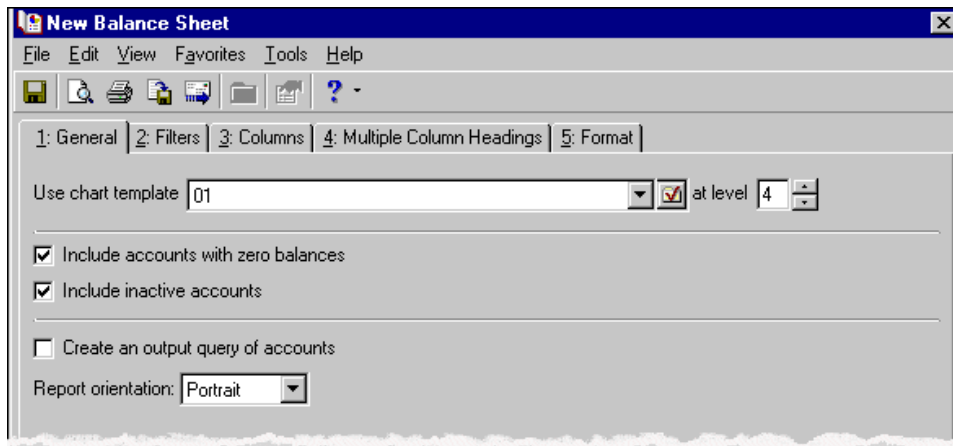 New Balance Sheet
File Edit View Favorites Tools Help
?
1: General 2: Filters 3: Columns 4: Multiple Column Headings 5: Format
Use chart template 01 at level 4
Include accounts with zero balances
Include inactive accounts
Create an output query of accounts
Report orientation: Portrait